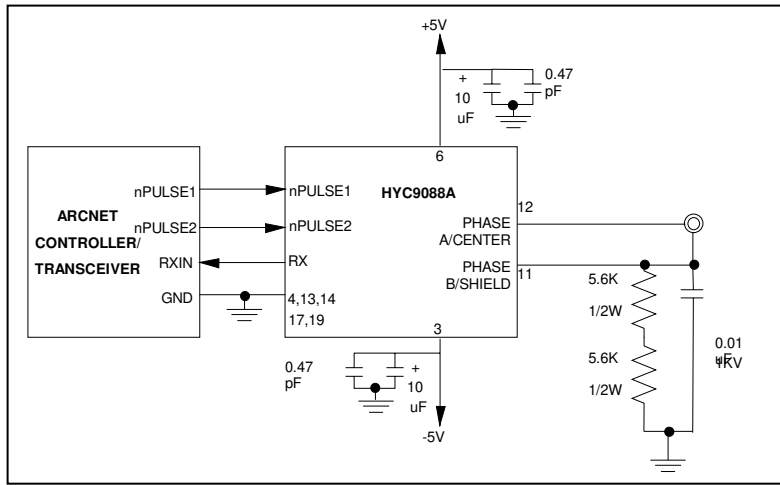 +5V
+
10
uF
0.47
pF
6
nPULSE1
nPULSE1
HYC9088A
12
ARCNET
CONTROLLER/
TRANSCEIVER
nPULSE2
nPULSE2
PHASE
A/CENTER
RXIN
RX
PHASE
B/SHIELD
11
GND
4,13,14
17,19
3
5.6K
1/2W
5.6K
1/2W
0.01
uF
1KV
0.47
pF
+
10
uF
-5V